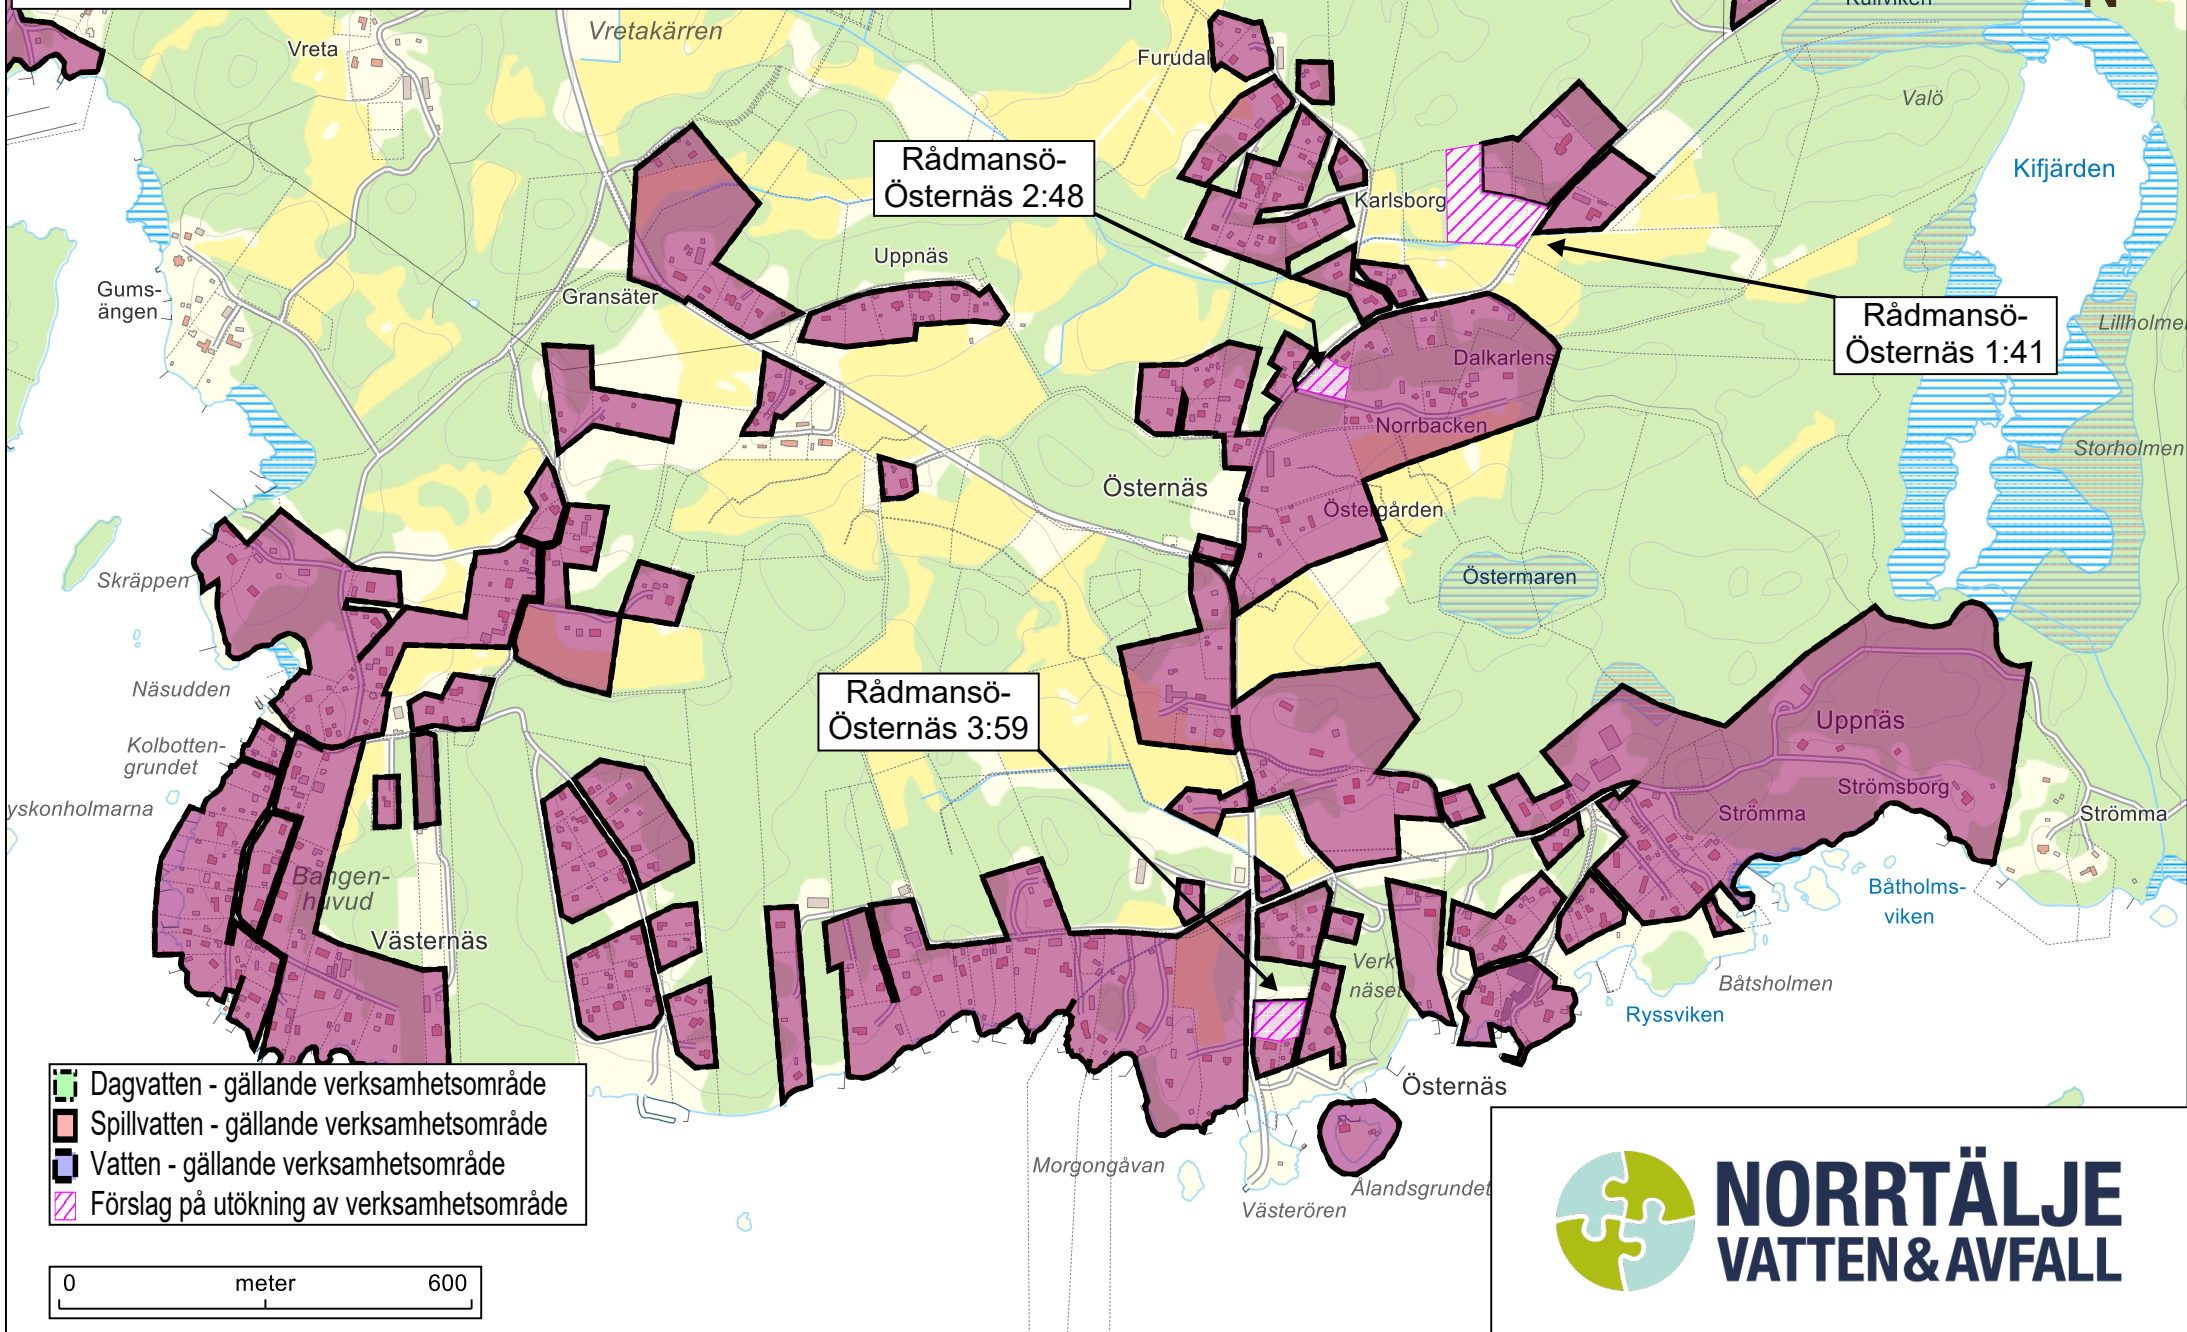 Vretakärren
Vreta
Furudal
Valö
Kifjärden
Rådmansö-
Östernäs 2:48
Karlsborg
Uppnäs
Gums-
ängen
Gransäter
Rådmansö-
Östernäs 1:41
Lillholmen
Dalkarlens
Norrbacken
Storholmen
Östernäs
Östergården
Östermaren
Skräppen
Näsudden
Rådmansö-
Östernäs 3:59
Uppnäs
Kolbotten-
grundet
yskonholmarna
Strömsborg
Strömma
Strömma
Bangen-
huvud
Västernäs
Båtholms-
viken
Verk
näset
Båtsholmen
Ryssviken
Östernäs
Morgongåvan
Ålandsgrundet
Västerören
Dagvatten - gällande verksamhetsområde
Spillvatten - gällande verksamhetsområde
Vatten - gällande verksamhetsområde
Förslag på utökning av verksamhetsområde
0 meter 600
NORRTÄLJE
VATTEN & AVFALL